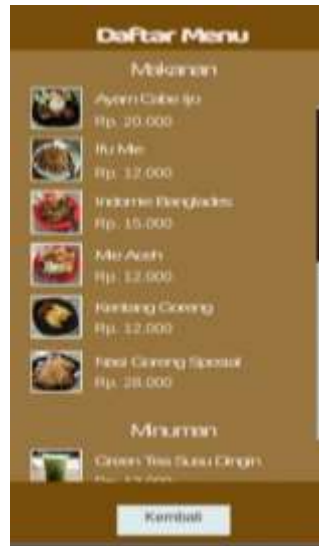 Daftar Menu
Makanan
Ayam Cabe Ijo
Rp. 20.000
Ifu Mie
Rp. 12.000
Indomie Banglades
Rp. 15.000
Mie Aceh
Rp. 12.000
Kentang Goreng
Rp. 12.000
Nasi Goreng Spesial
Rp. 28.000
Minuman
Green Tea Susu Dingin
Kembali